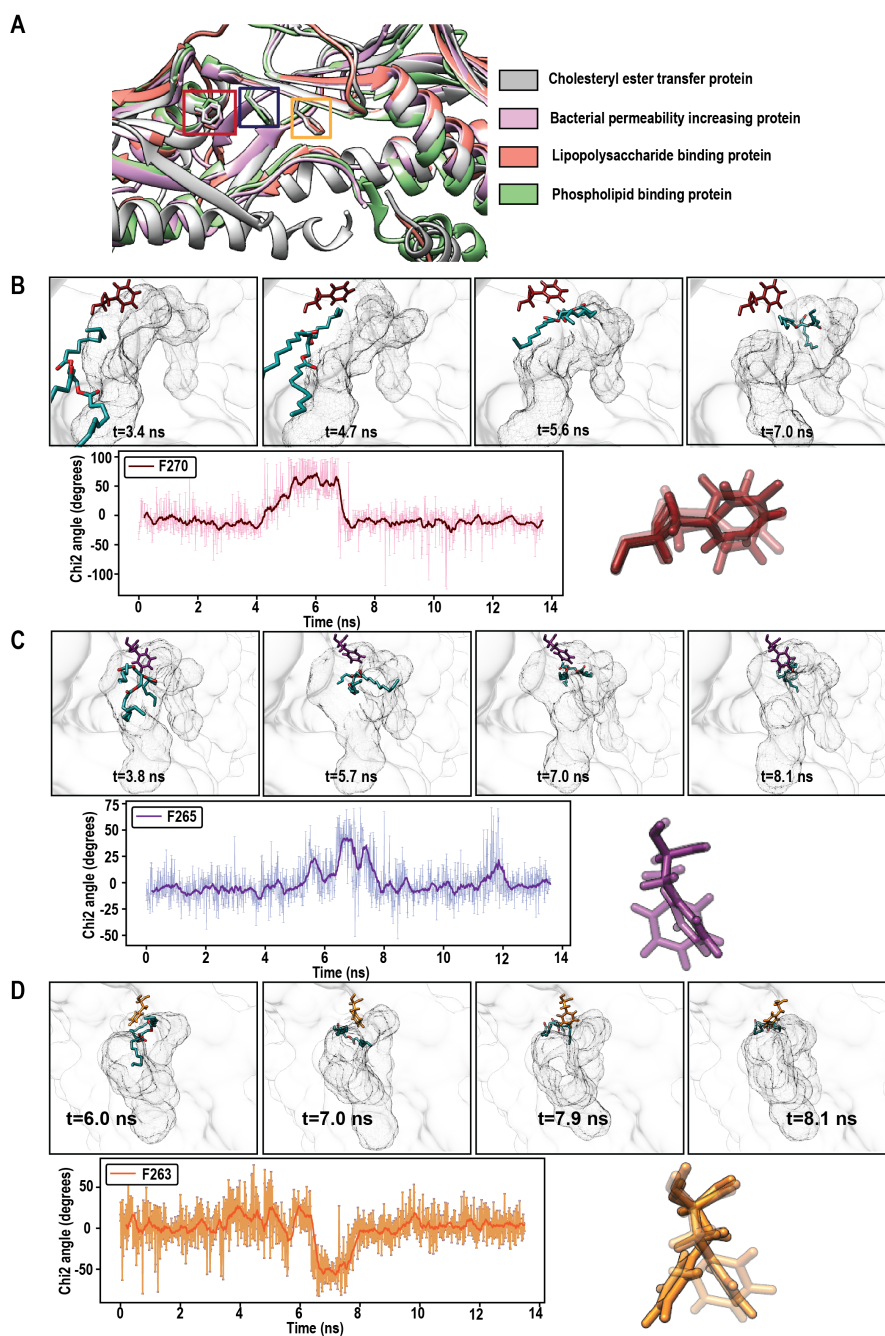 A
Cholesteryl ester transfer protein
Bacterial permeability increasing protein
Lipopolysaccharide binding protein
Phospholipid binding protein
B
t=3.4 ns
t=4.7 ns
t=5.6 ns
t=7.0 ns
F270
Chi2 angle (degrees)
100
50
0
-50
-100
0 2 4 6 8 10 12 14
Time (ns)
C
t=3.8 ns
t=5.7 ns
t=7.0 ns
t=8.1 ns
F265
Chi2 angle (degrees)
75
50
25
0
-25
-50
0 2 4 6 8 10 12 14
Time (ns)
D
t=6.0 ns
t=7.0 ns
t=7.9 ns
t=8.1 ns
F263
Chi2 angle (degrees)
50
0
-50
-100
0 2 4 6 8 10 12 14
Time (ns)